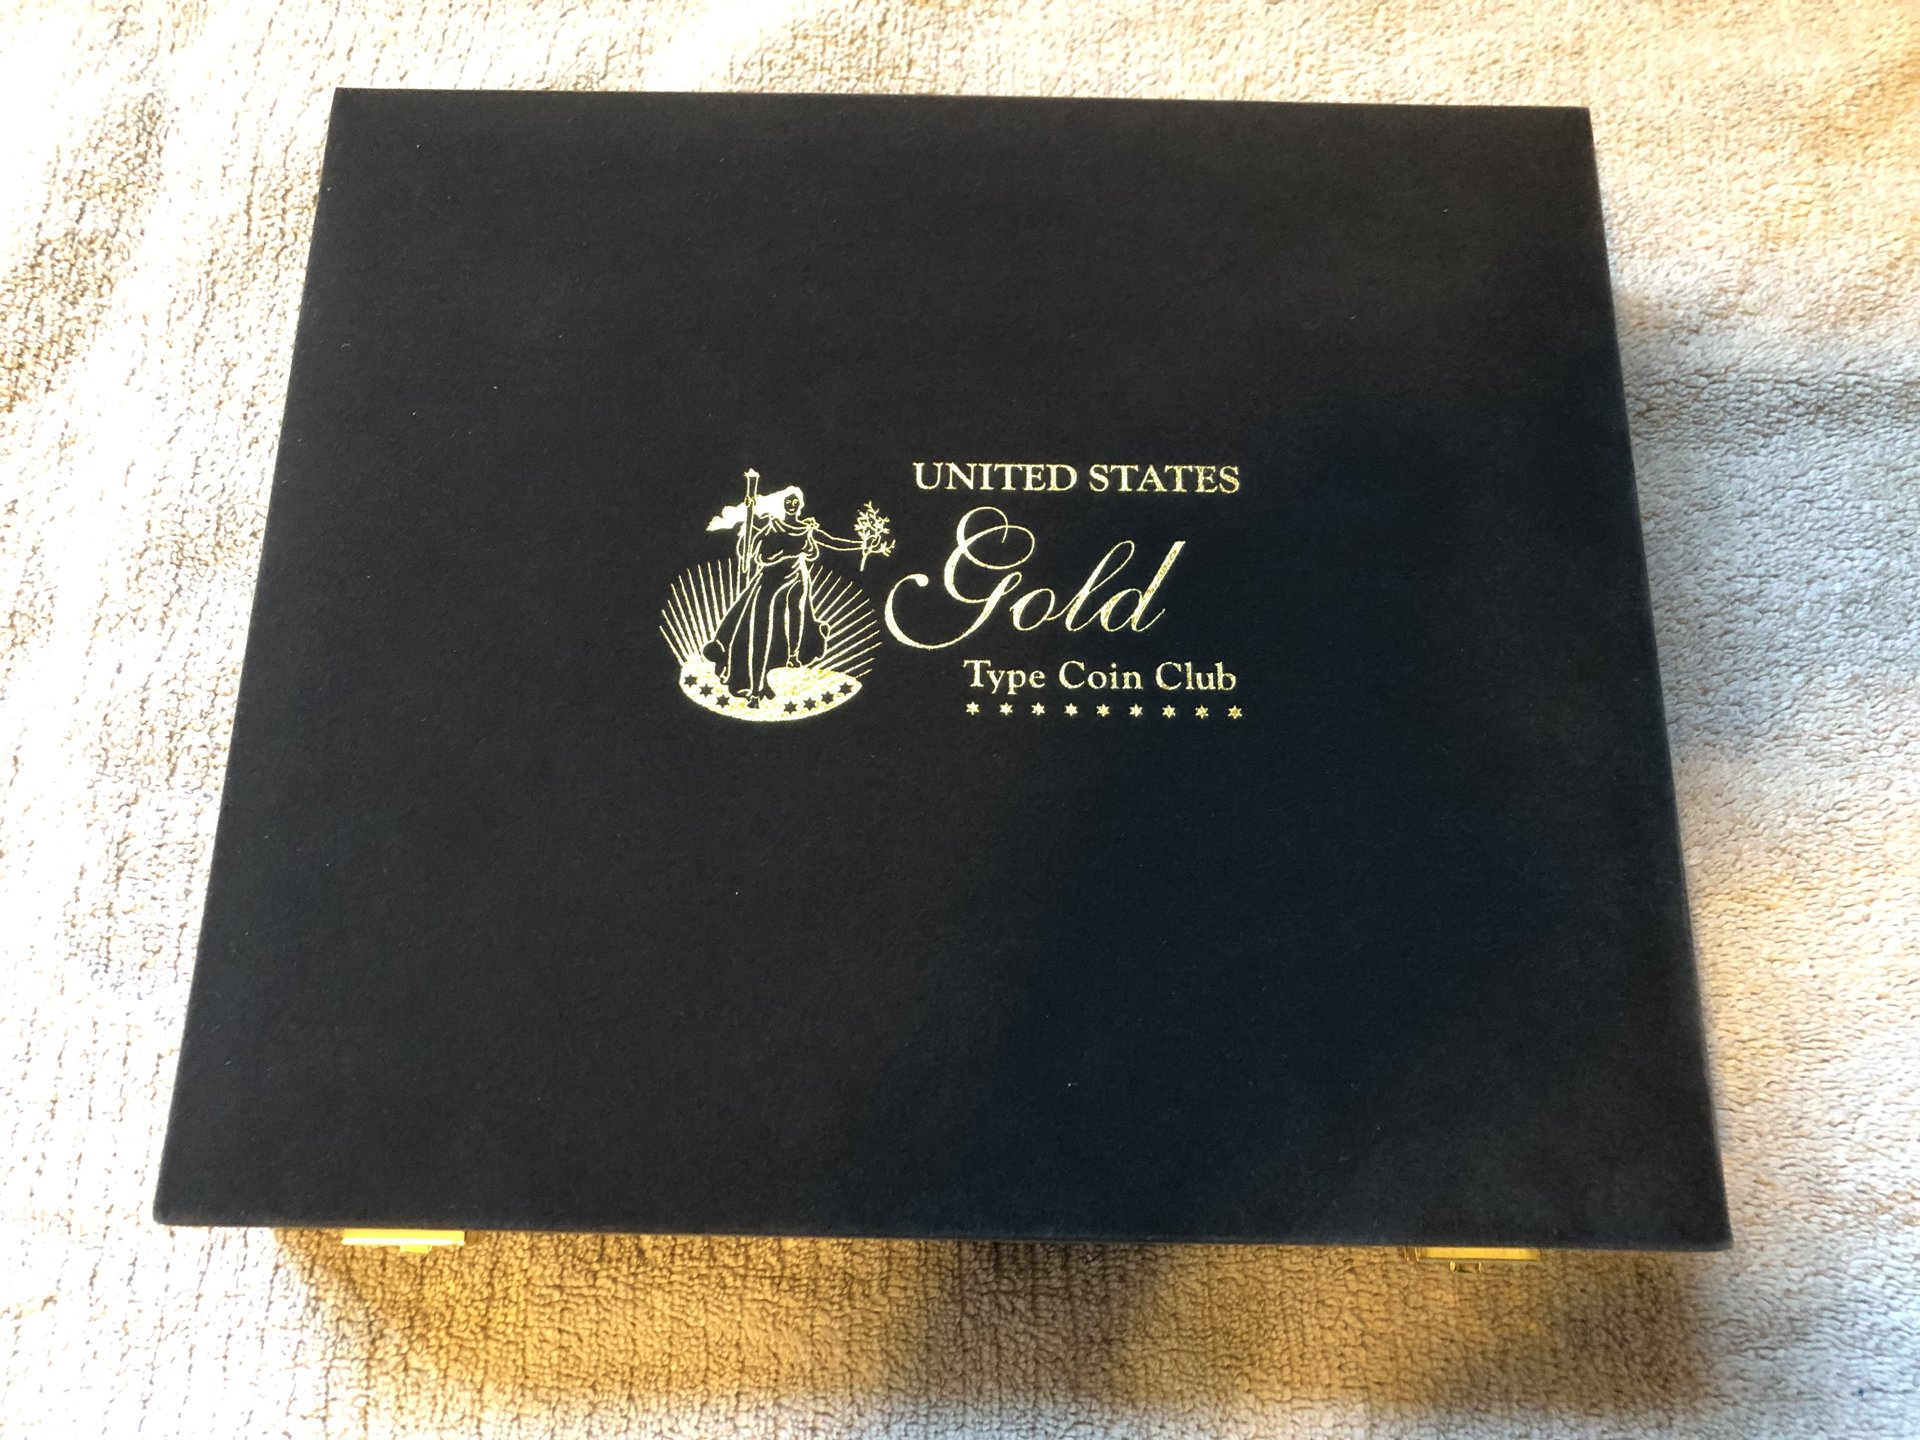 UNITED STATES
Gold
Type Coin Club